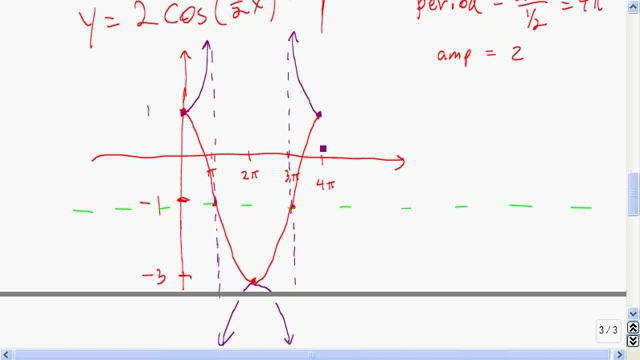 y = 2 cos(½x) - 1
period = 2π/½ = 4π
amp = 2
1
π 2π 3π 4π
-1
-3
3/3